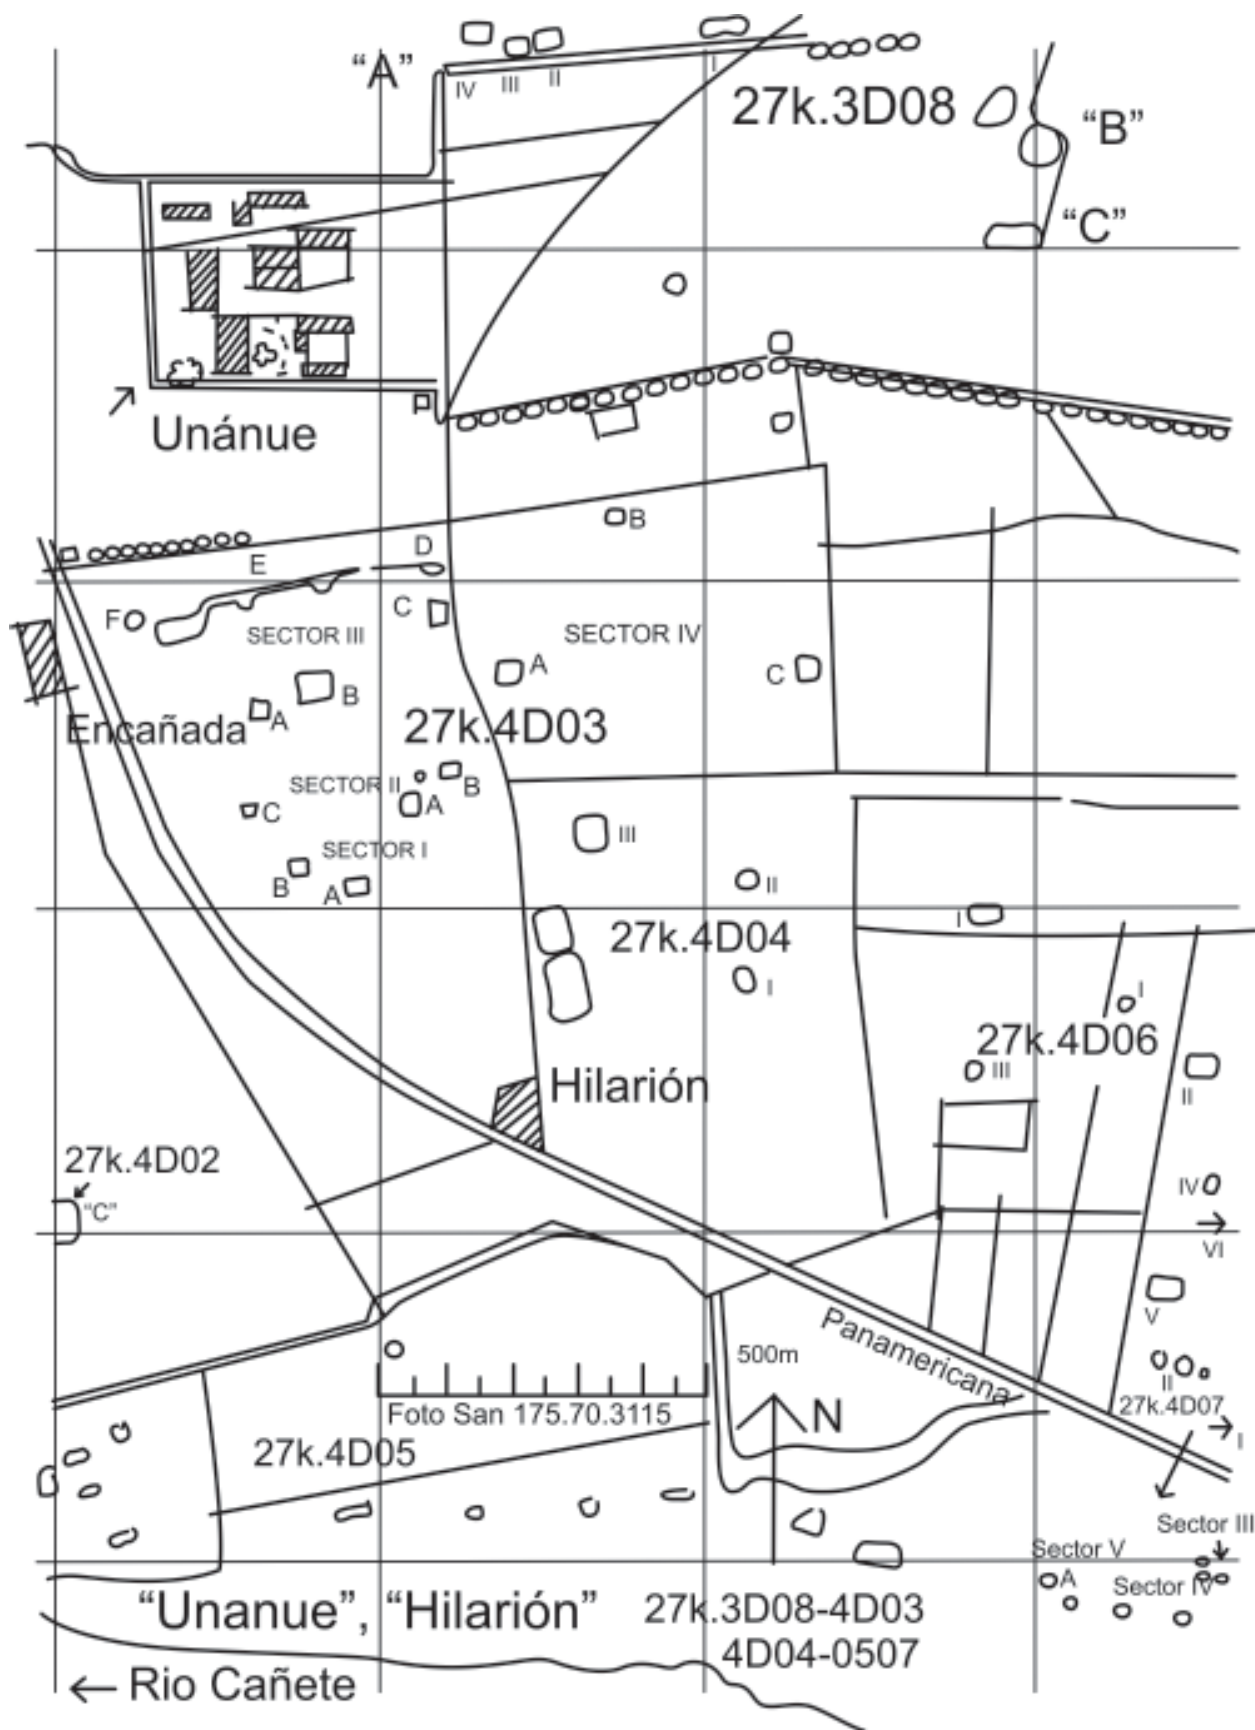 “A”
IV
III
II
I
27k.3D08
“B”
“C”
Unánue
B
D
E
C
F
SECTOR III
SECTOR IV
A
C
B
A
Encañada
27k.4D03
SECTOR II
B
A
C
III
SECTOR I
B
A
II
I
27k.4D04
I
I
27k.4D06
III
II
Hilarión
27k.4D02
“C”
IV
VI
V
Panamericana
500m
II
27k.4D07
I
N
Foto San 175.70.3115
27k.4D05
Sector III
Sector V
A
Sector IV
“Unanue”, “Hilarión”
27k.3D08-4D03
4D04-0507
Rio Cañete